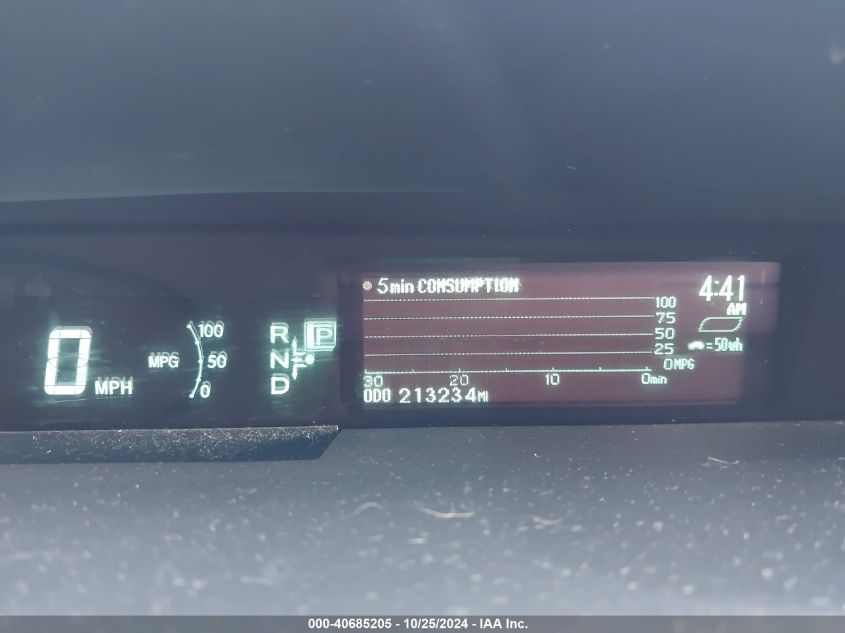 5min CONSUMPTION
4:41
AM
100
75
50
25
0MPG
= 50wh
30 20 10 0min
ODO 213234MI
0 MPH
MPG
100
50
0
R
N
D
P
000-40685205 - 10/25/2024 - IAA Inc.